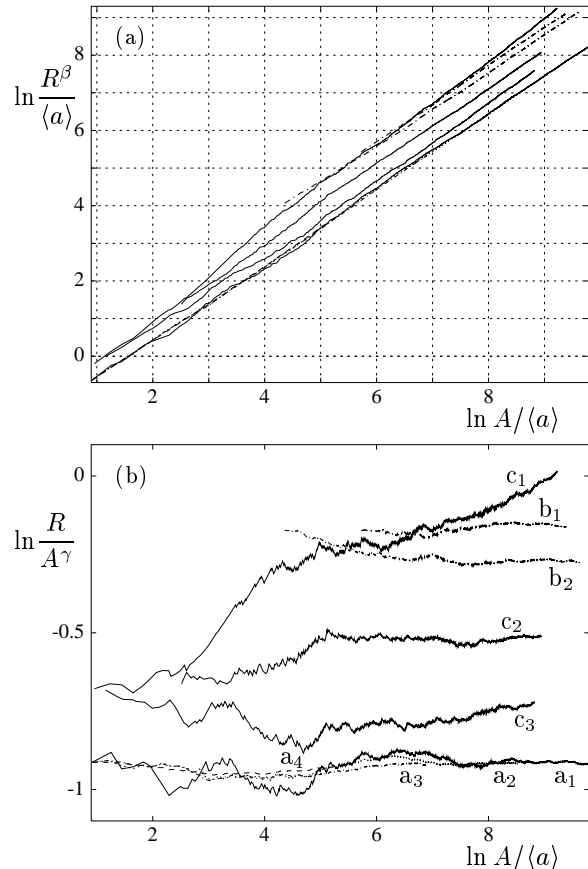 (a)
8
ln R^β / ⟨a⟩
6
4
2
0
2 4 6 8
ln A/⟨a⟩
(b)
0
c₁
b₁
ln R / A^γ
b₂
-0.5
c₂
c₃
a₄ a₃ a₂ a₁
-1
2 4 6 8
ln A/⟨a⟩